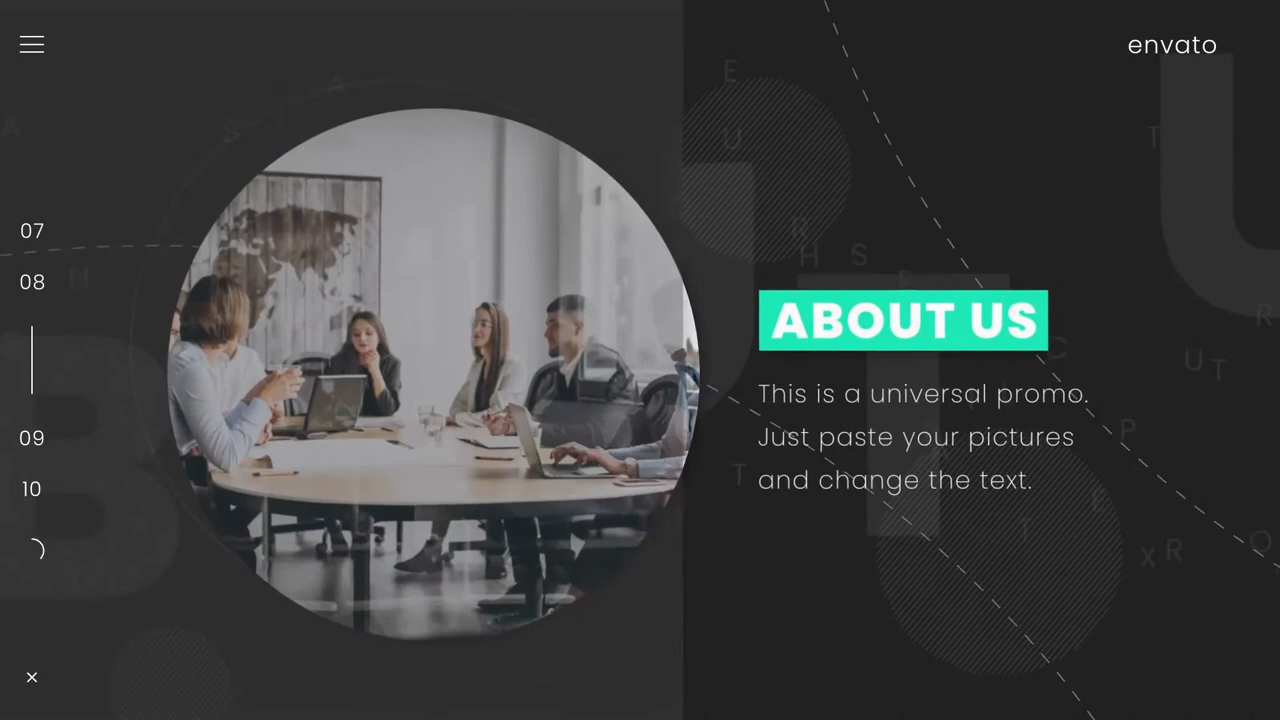 envato
07
08
09
10
ABOUT US
This is a universal promo.
Just paste your pictures
and change the text.